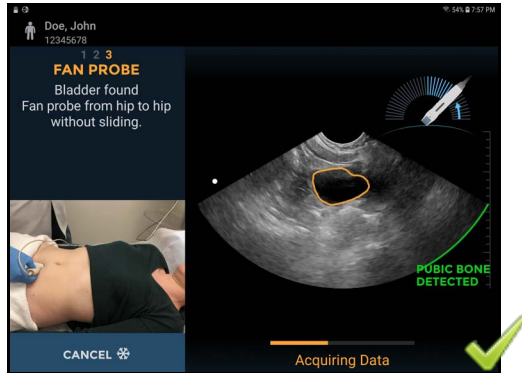 54% 7:57 PM
Doe, John
12345678
1 2 3
FAN PROBE
Bladder found
Fan probe from hip to hip
without sliding.
PUBIC BONE
DETECTED
CANCEL
Acquiring Data